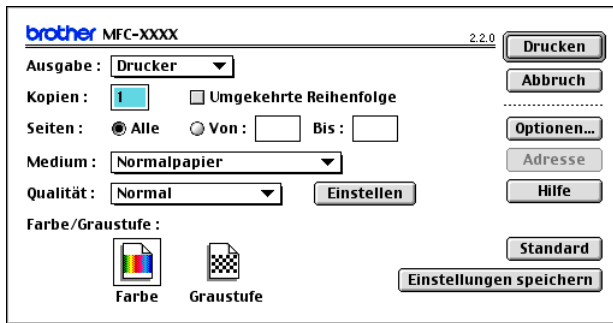 brother MFC-XXXX 2.2.0 Drucken
Ausgabe : Drucker
Abbruch
Kopien : 1 Umgekehrte Reihenfolge
Seiten : Alle Von : Bis : Optionen...
Medium : Normalpapier Adresse
Qualität : Normal Einstellen Hilfe
Farbe/Graustufe :
Standard
Einstellungen speichern
Farbe Graustufe